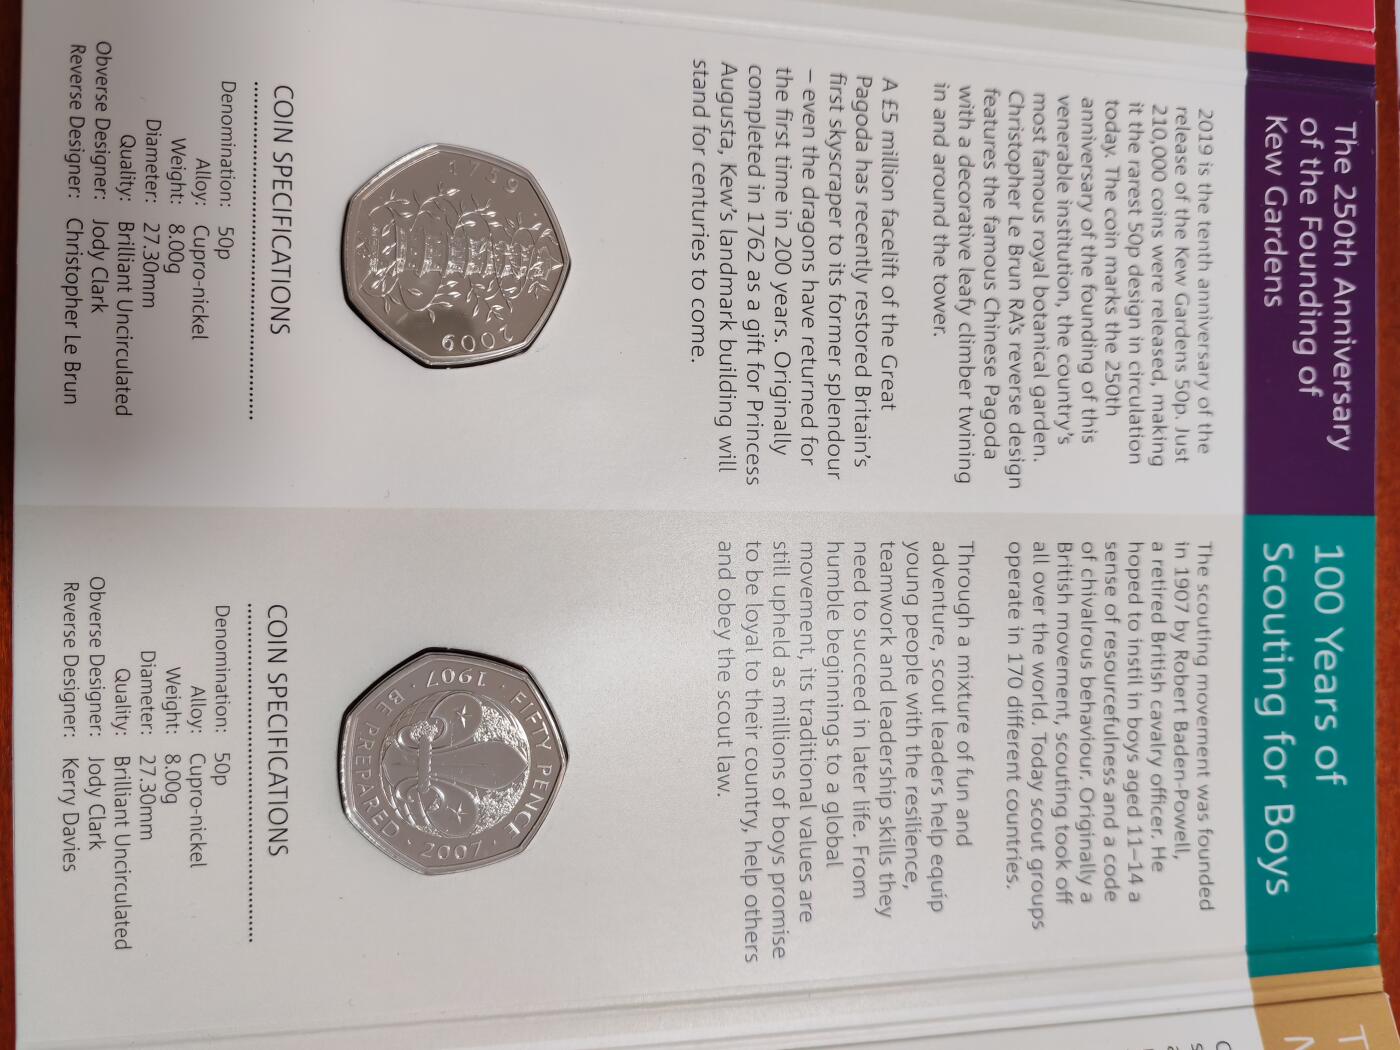 The 250th Anniversary
of the Founding of
Kew Gardens
2019 is the tenth anniversary of the
release of the Kew Gardens 50p. Just
210,000 coins were released, making
it the rarest 50p design in circulation
today. The coin marks the 250th
anniversary of the founding of this
venerable institution, the country's
most famous royal botanical garden.
Christopher Le Brun RA's reverse design
features the famous Chinese Pagoda
with a decorative leafy climber twining
in and around the tower.
A £5 million facelift of the Great
Pagoda has recently restored Britain's
first skyscraper to its former splendour
– even the dragons have returned for
the first time in 200 years. Originally
completed in 1762 as a gift for Princess
Augusta, Kew's landmark building will
stand for centuries to come.
1759
2009
COIN SPECIFICATIONS
Denomination: 50p
Alloy: Cupro-nickel
Weight: 8.00g
Diameter: 27.30mm
Quality: Brilliant Uncirculated
Obverse Designer: Jody Clark
Reverse Designer: Christopher Le Brun
100 Years of
Scouting for Boys
The scouting movement was founded
in 1907 by Robert Baden-Powell,
a retired British cavalry officer. He
hoped to instil in boys aged 11–14 a
sense of resourcefulness and a code
of chivalrous behaviour. Originally a
British movement, scouting took off
all over the world. Today scout groups
operate in 170 different countries.
Through a mixture of fun and
adventure, scout leaders help equip
young people with the resilience,
teamwork and leadership skills they
need to succeed in later life. From
humble beginnings to a global
movement, its traditional values are
still upheld as millions of boys promise
to be loyal to their country, help others
and obey the scout law.
FIFTY PENCE · 2007 ·
BE PREPARED · 1907 ·
COIN SPECIFICATIONS
Denomination: 50p
Alloy: Cupro-nickel
Weight: 8.00g
Diameter: 27.30mm
Quality: Brilliant Uncirculated
Obverse Designer: Jody Clark
Reverse Designer: Kerry Davies